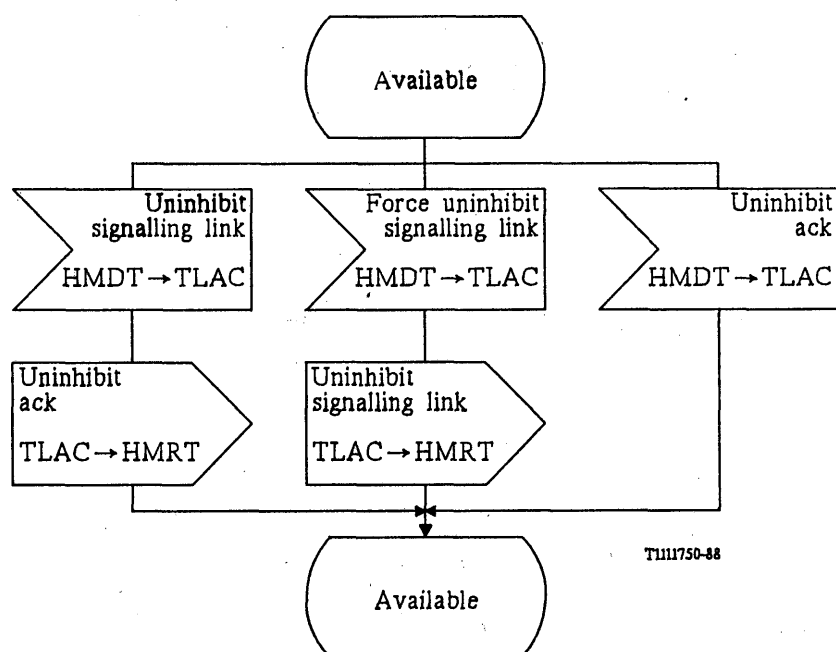 Available
Uninhibit
signalling link
HMDT → TLAC
Force uninhibit
signalling link
HMDT → TLAC
Uninhibit
ack
HMDT → TLAC
Uninhibit
ack
TLAC → HMRT
Uninhibit
signalling link
TLAC → HMRT
T1111750-88
Available